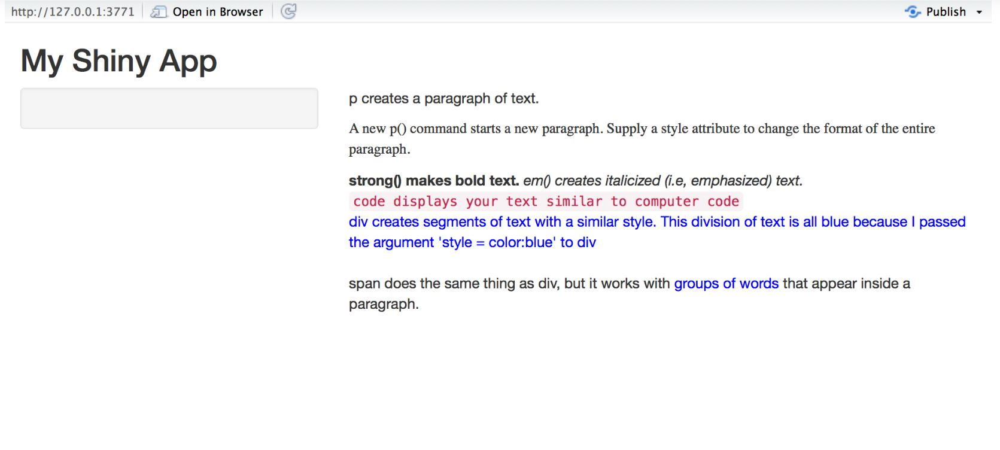 http://127.0.0.1:3771 Open in Browser Publish
My Shiny App
p creates a paragraph of text.
A new p() command starts a new paragraph. Supply a style attribute to change the format of the entire
paragraph.
strong() makes bold text. em() creates italicized (i.e, emphasized) text.
code displays your text similar to computer code
div creates segments of text with a similar style. This division of text is all blue because I passed
the argument 'style = color:blue' to div
span does the same thing as div, but it works with groups of words that appear inside a
paragraph.